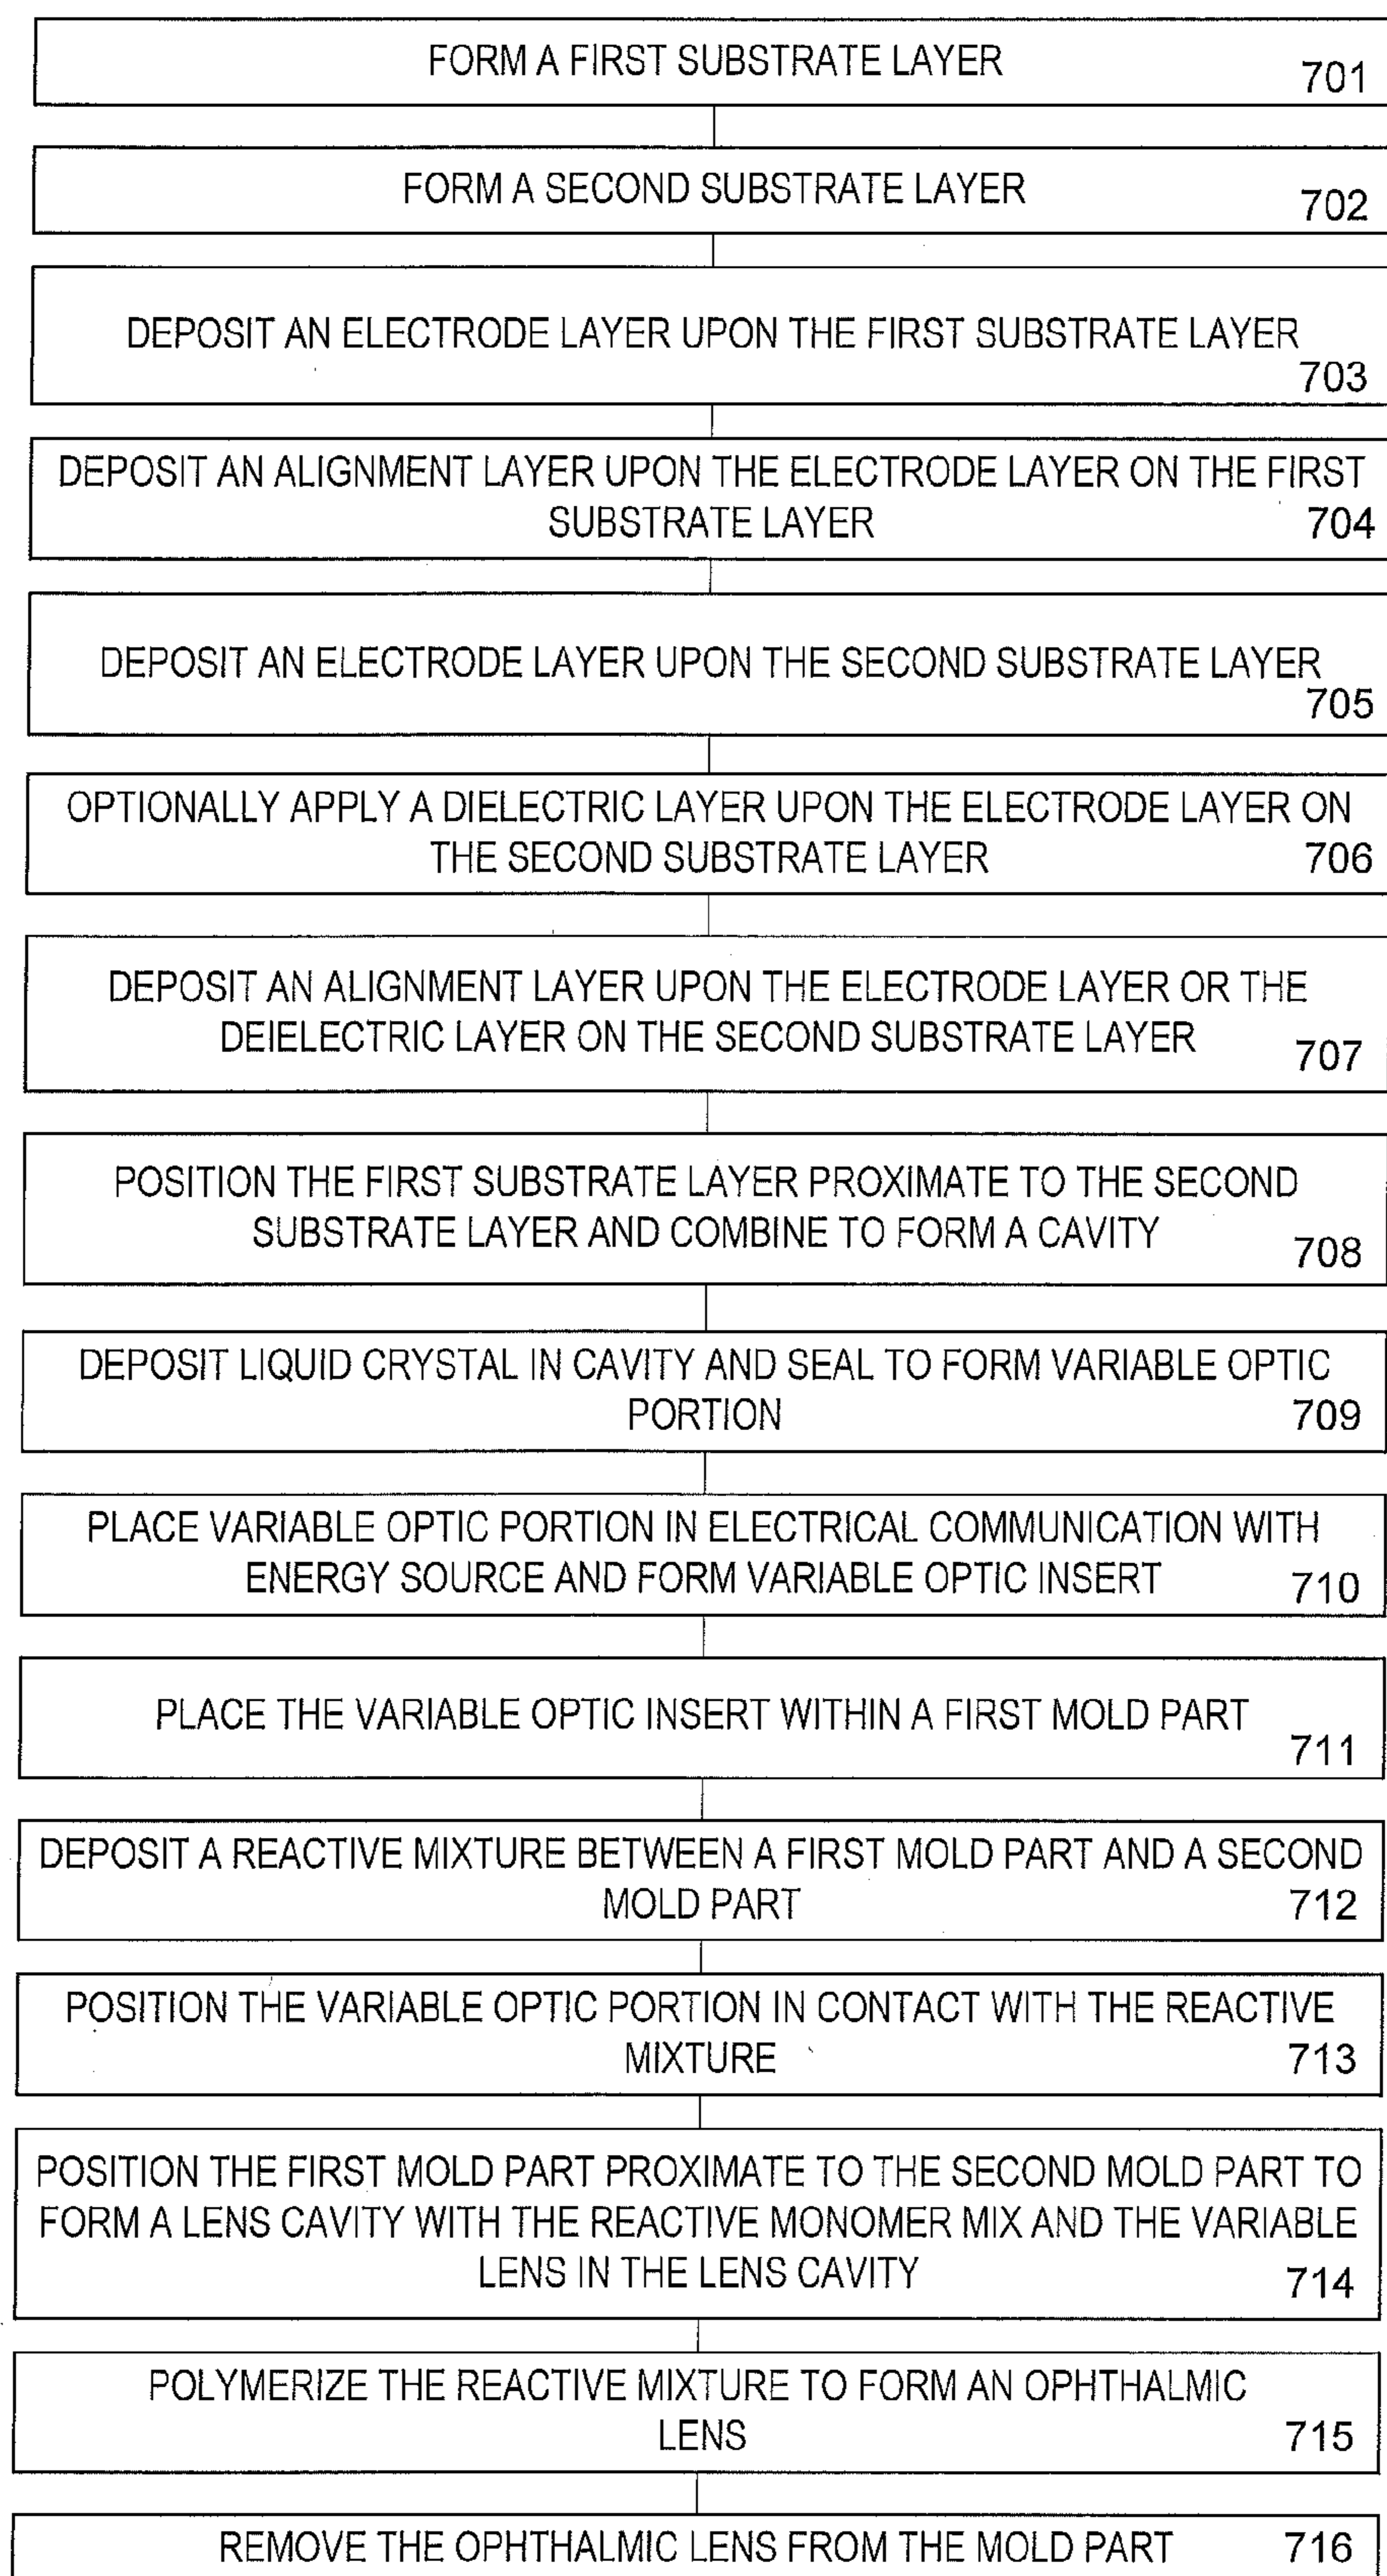 FORM A FIRST SUBSTRATE LAYER
701
FORM A SECOND SUBSTRATE LAYER
702
DEPOSIT AN ELECTRODE LAYER UPON THE FIRST SUBSTRATE LAYER
703
DEPOSIT AN ALIGNMENT LAYER UPON THE ELECTRODE LAYER ON THE FIRST
SUBSTRATE LAYER 704
DEPOSIT AN ELECTRODE LAYER UPON THE SECOND SUBSTRATE LAYER
705
OPTIONALLY APPLY A DIELECTRIC LAYER UPON THE ELECTRODE LAYER ON
THE SECOND SUBSTRATE LAYER 706
DEPOSIT AN ALIGNMENT LAYER UPON THE ELECTRODE LAYER OR THE
DEIELECTRIC LAYER ON THE SECOND SUBSTRATE LAYER
707
POSITION THE FIRST SUBSTRATE LAYER PROXIMATE TO THE SECOND
SUBSTRATE LAYER AND COMBINE TO FORM A CAVITY
708
DEPOSIT LIQUID CRYSTAL IN CAVITY AND SEAL TO FORM VARIABLE OPTIC
PORTION 709
PLACE VARIABLE OPTIC PORTION IN ELECTRICAL COMMUNICATION WITH
ENERGY SOURCE AND FORM VARIABLE OPTIC INSERT 710
PLACE THE VARIABLE OPTIC INSERT WITHIN A FIRST MOLD PART
711
DEPOSIT A REACTIVE MIXTURE BETWEEN A FIRST MOLD PART AND A SECOND
MOLD PART 712
POSITION THE VARIABLE OPTIC PORTION IN CONTACT WITH THE REACTIVE
MIXTURE 713
POSITION THE FIRST MOLD PART PROXIMATE TO THE SECOND MOLD PART TO
FORM A LENS CAVITY WITH THE REACTIVE MONOMER MIX AND THE VARIABLE
LENS IN THE LENS CAVITY 714
POLYMERIZE THE REACTIVE MIXTURE TO FORM AN OPHTHALMIC
LENS 715
REMOVE THE OPHTHALMIC LENS FROM THE MOLD PART 716